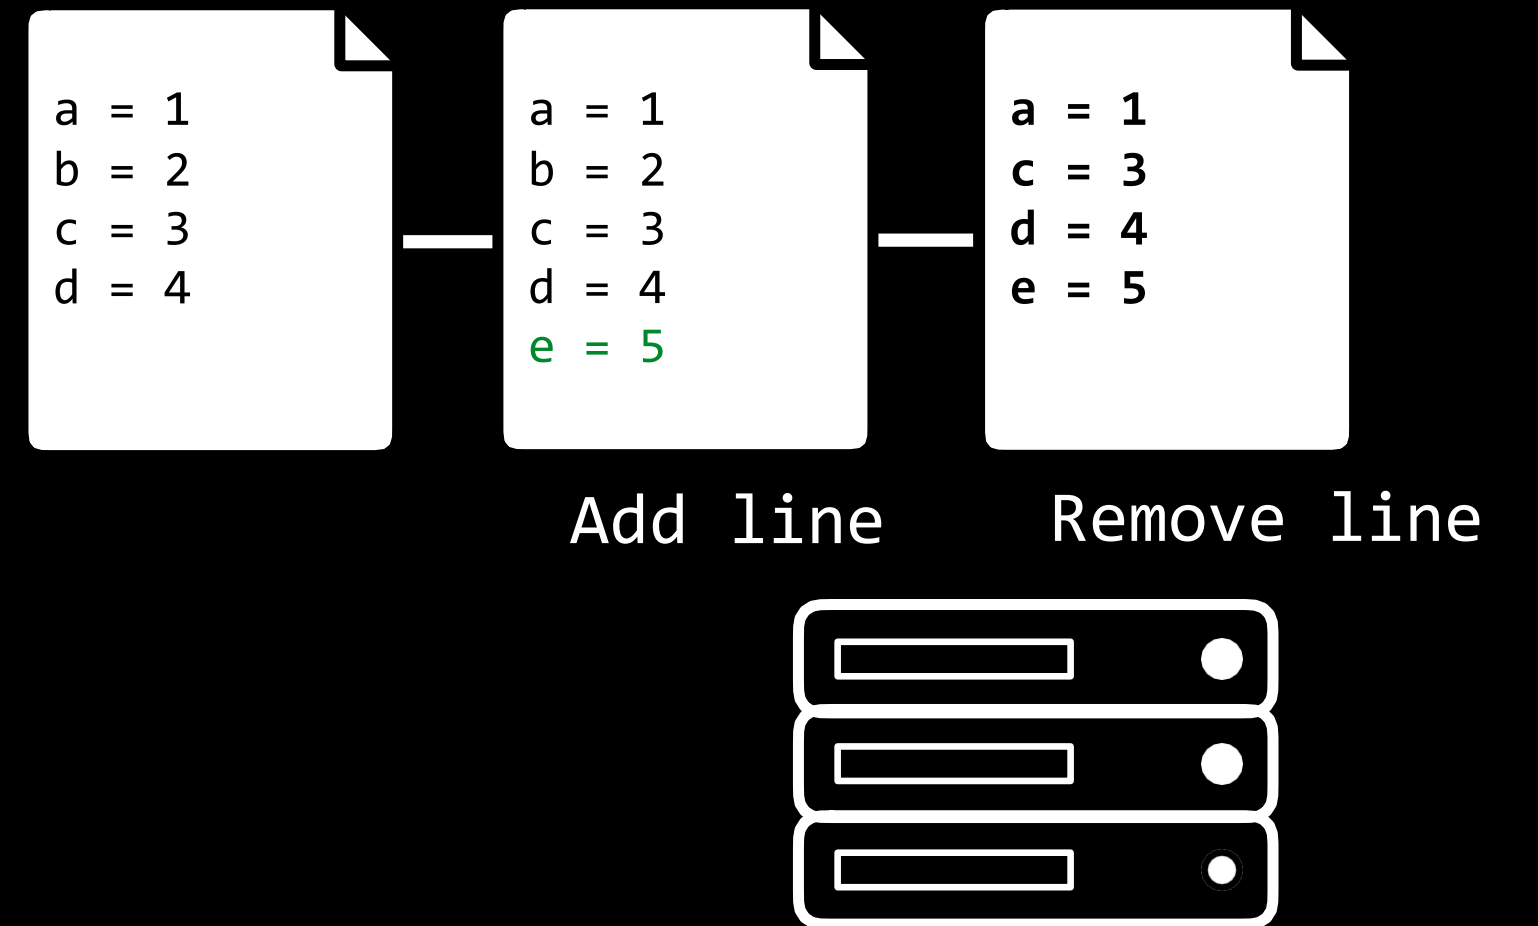 a = 1
b = 2
c = 3
d = 4
a = 1
b = 2
c = 3
d = 4
e = 5
a = 1
c = 3
d = 4
e = 5
Add line
Remove line